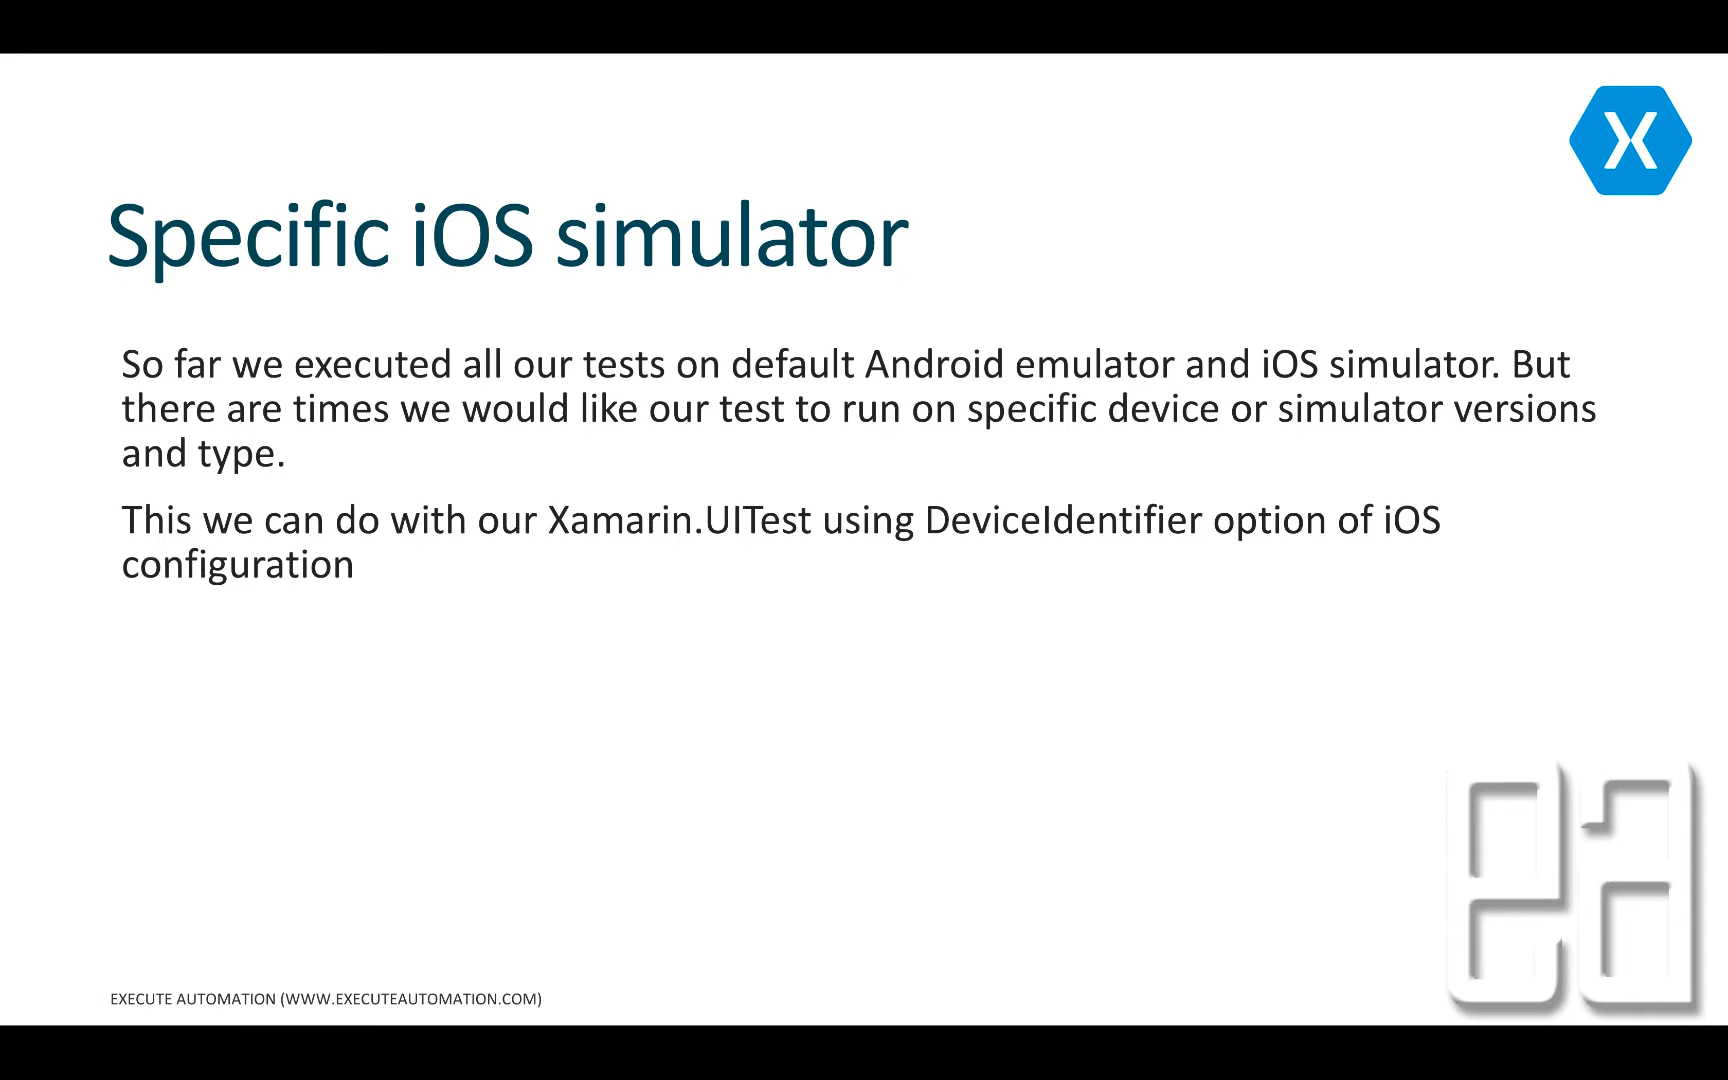 X
Specific iOS simulator
So far we executed all our tests on default Android emulator and iOS simulator. But
there are times we would like our test to run on specific device or simulator versions
and type.
This we can do with our Xamarin.UITest using DeviceIdentifier option of iOS
configuration
ea
EXECUTE AUTOMATION (WWW.EXECUTEAUTOMATION.COM)